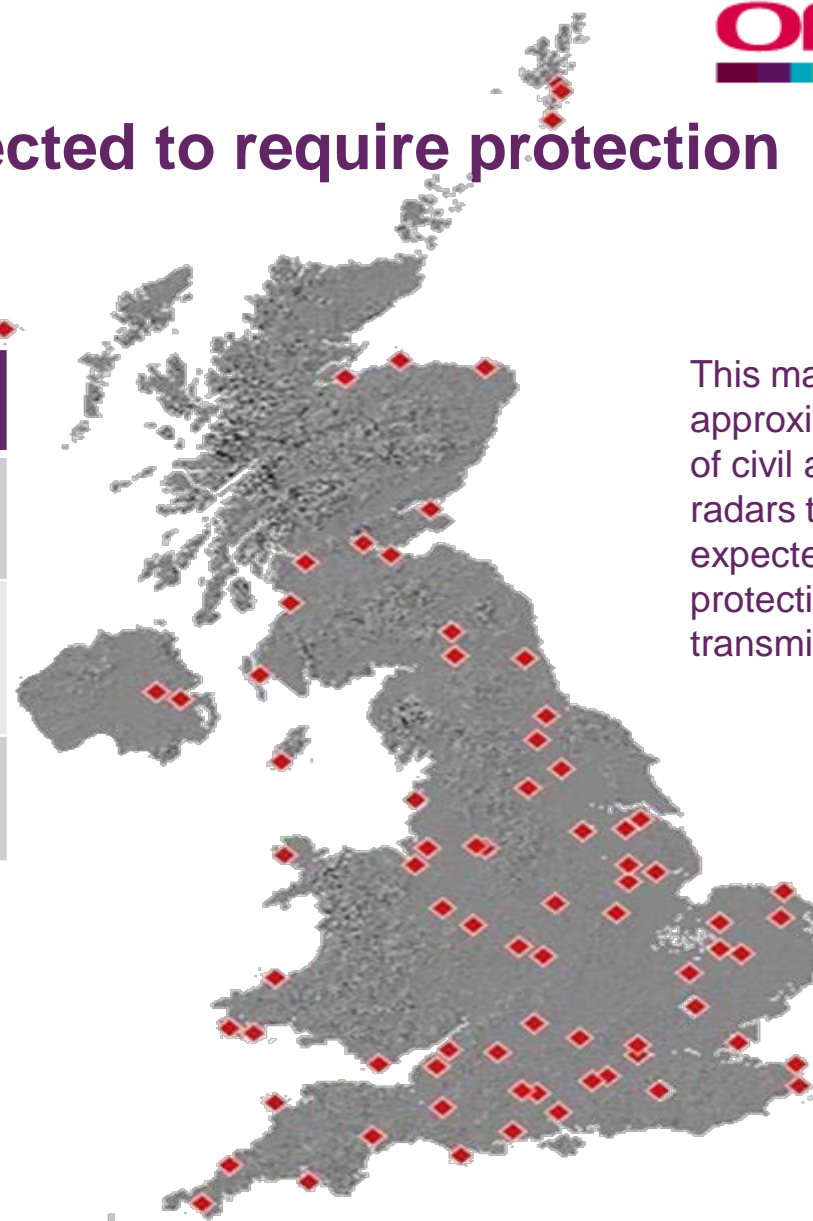 ected to require protection
This ma
approxi
of civil a
radars t
expecte
protecti
transmi